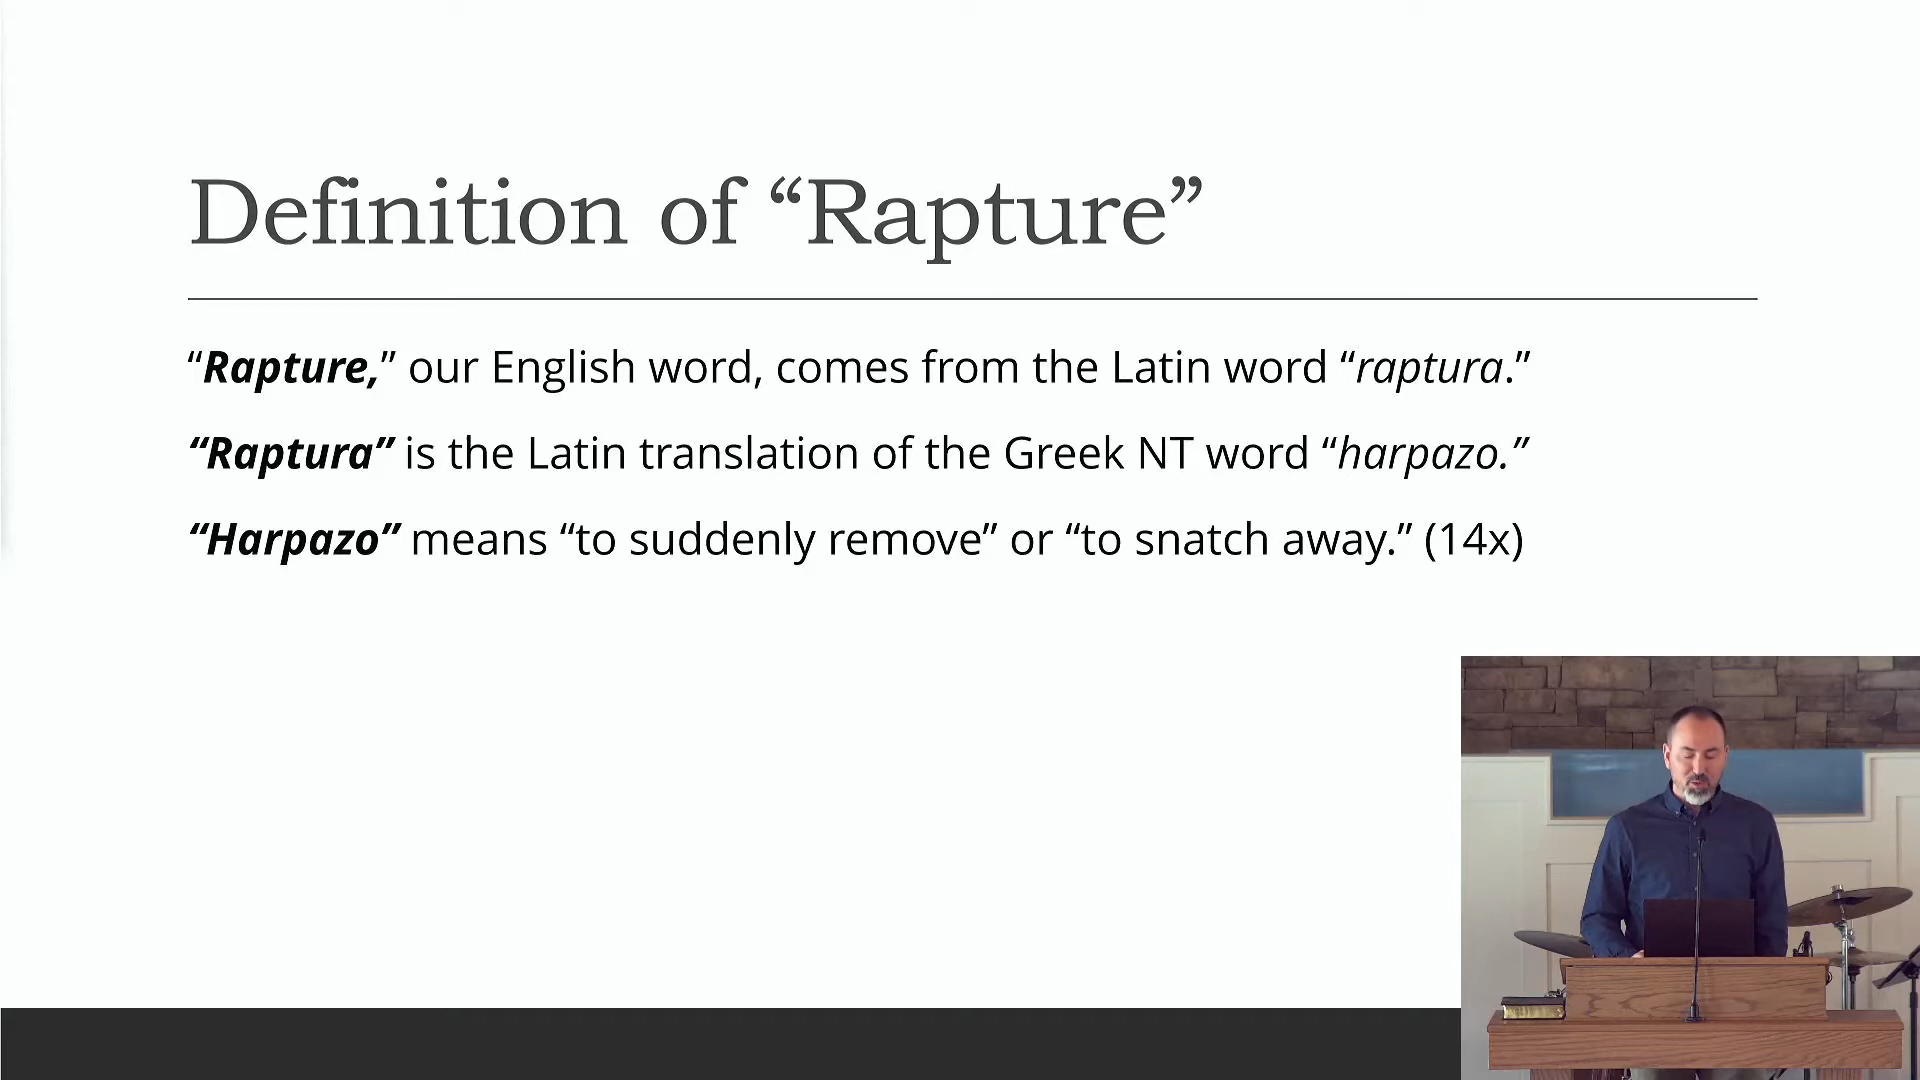 Definition of “Rapture”
“Rapture,” our English word, comes from the Latin word “raptura.”
“Raptura” is the Latin translation of the Greek NT word “harpazo.”
“Harpazo” means “to suddenly remove” or “to snatch away.” (14x)